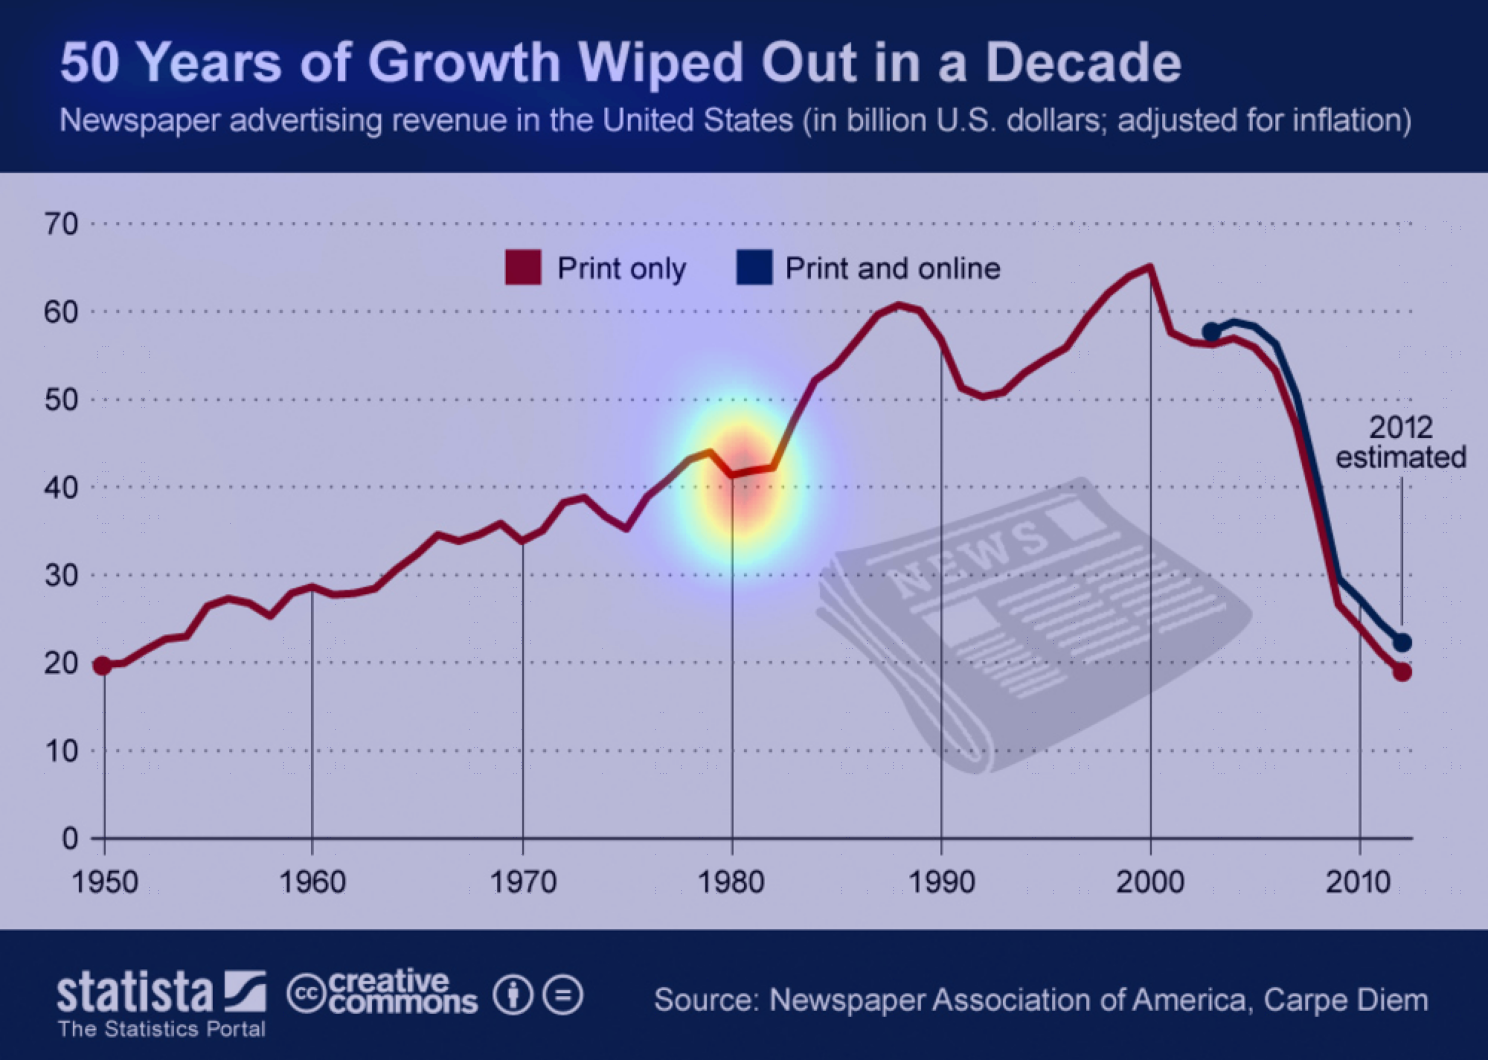 50 Years of Growth Wiped Out in a Decade
Newspaper advertising revenue in the United States (in billion U.S. dollars; adjusted for inflation)
70
Print only
Print and online
60
50
2012
estimated
40
NEWS
30
20
10
0
1950 1960 1970 1980 1990 2000 2010
statista
The Statistics Portal
cc creative
commons
=
Source: Newspaper Association of America, Carpe Diem